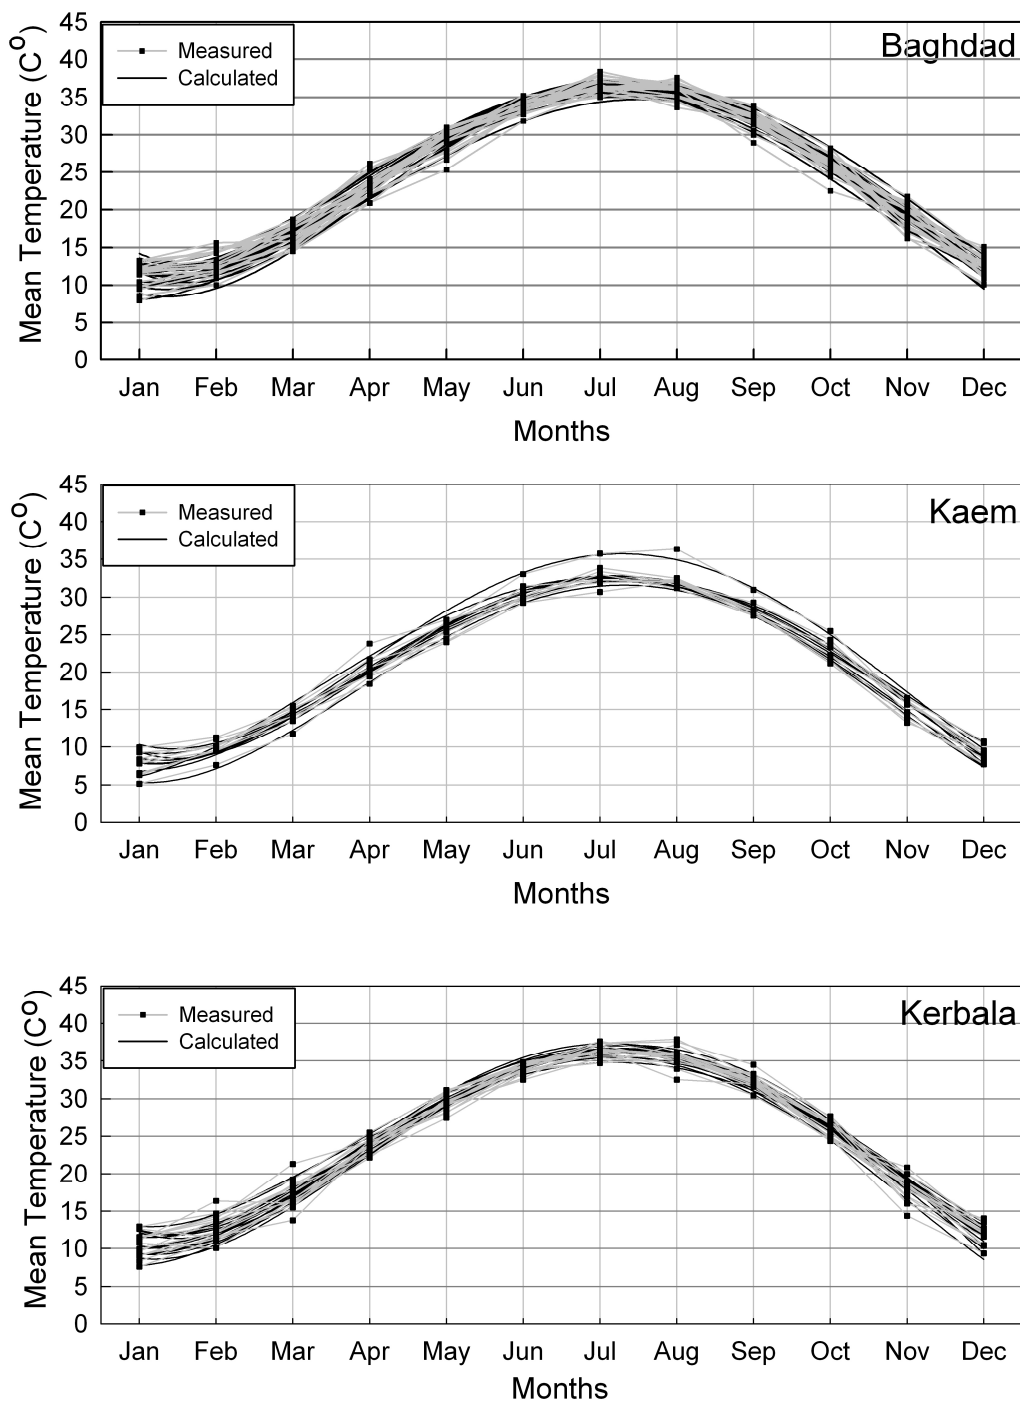 45
40
35
30
25
20
15
10
5
0
Mean Temperature (C°)
Measured
Calculated
Baghdad
Jan Feb Mar Apr May Jun Jul Aug Sep Oct Nov Dec
Months
45
40
35
30
25
20
15
10
5
0
Mean Temperature (C°)
Measured
Calculated
Kaem
Jan Feb Mar Apr May Jun Jul Aug Sep Oct Nov Dec
Months
45
40
35
30
25
20
15
10
5
0
Mean Temperature (C°)
Measured
Calculated
Kerbala
Jan Feb Mar Apr May Jun Jul Aug Sep Oct Nov Dec
Months